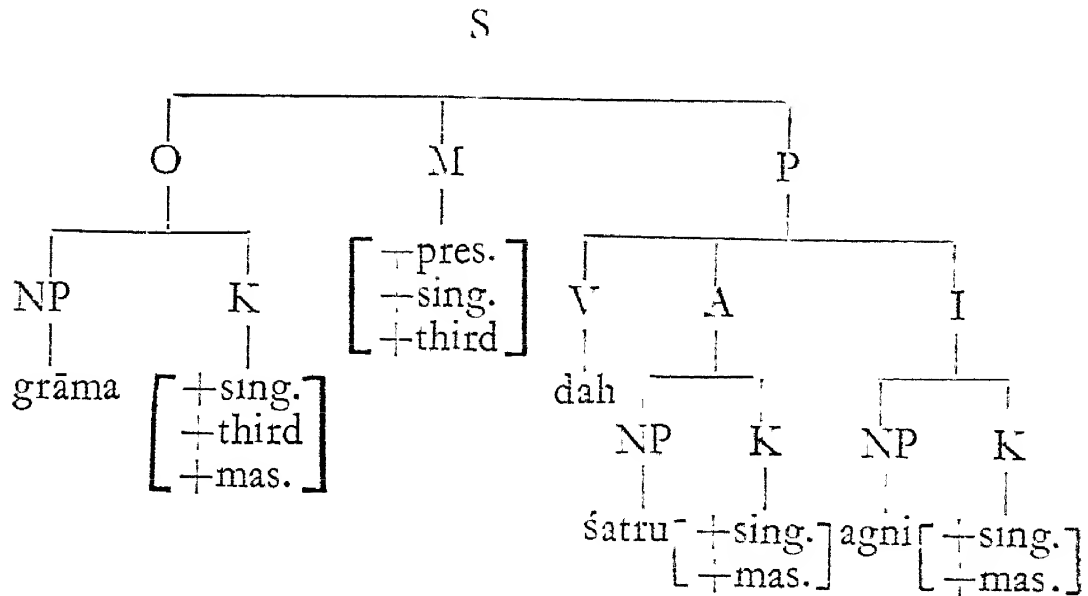 S
O M P
NP K V A I
grāma dah
+pres.
+sing.
+third
+sing.
+third
+mas.
NP K NP K
śatru +sing. agni +sing.
+mas. +mas.